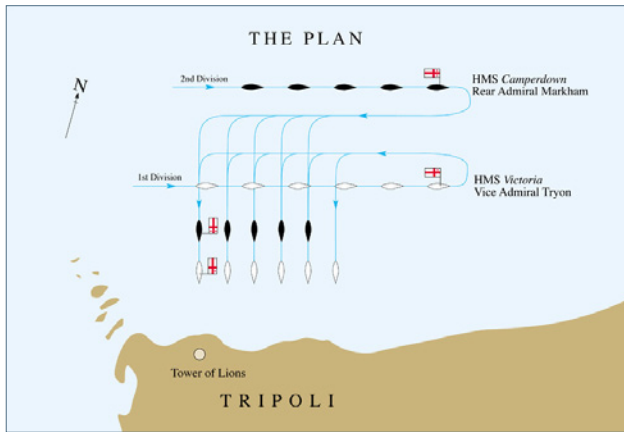 THE PLAN
N
2nd Division
HMS Camperdown
Rear Admiral Markham
1st Division
HMS Victoria
Vice Admiral Tryon
Tower of Lions
TRIPOLI